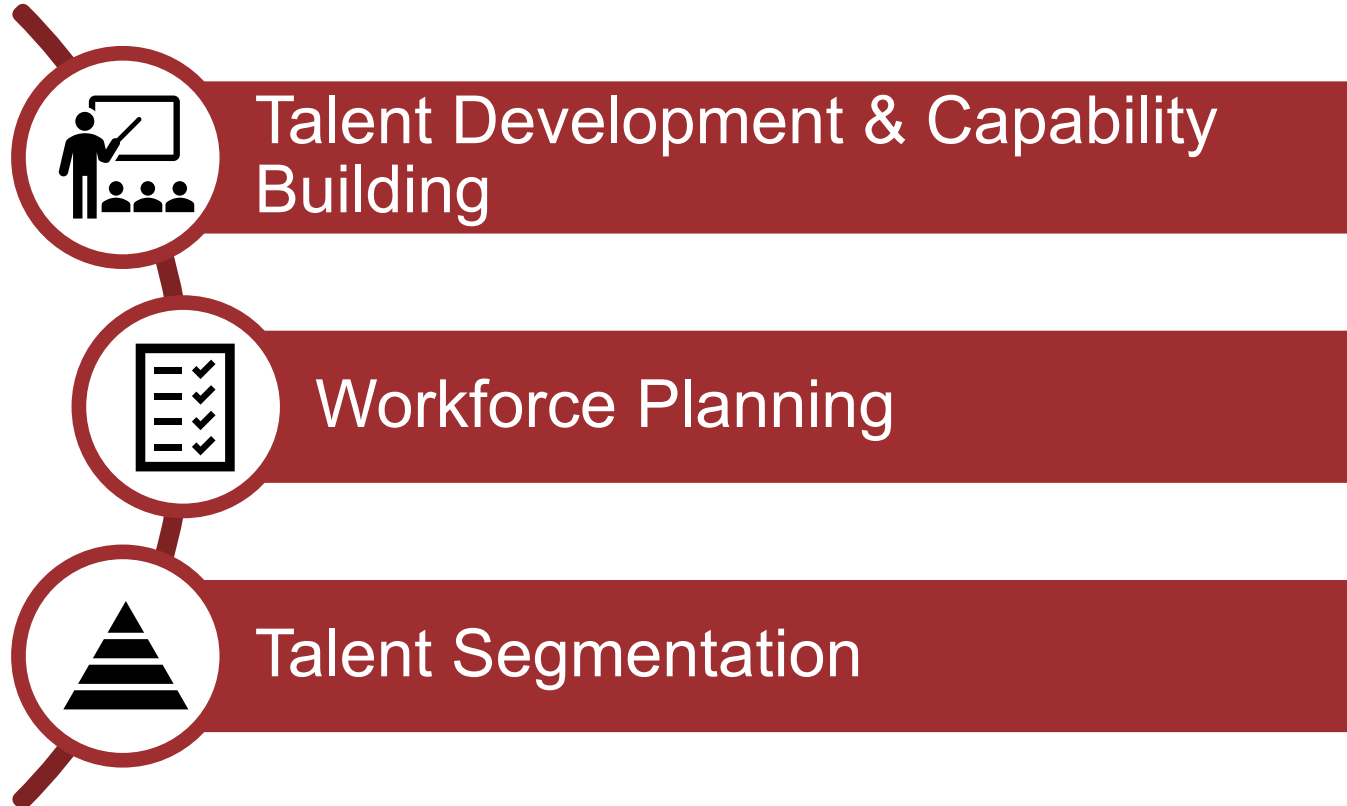 Talent Development & Capability
Building
Workforce Planning
Talent Segmentation